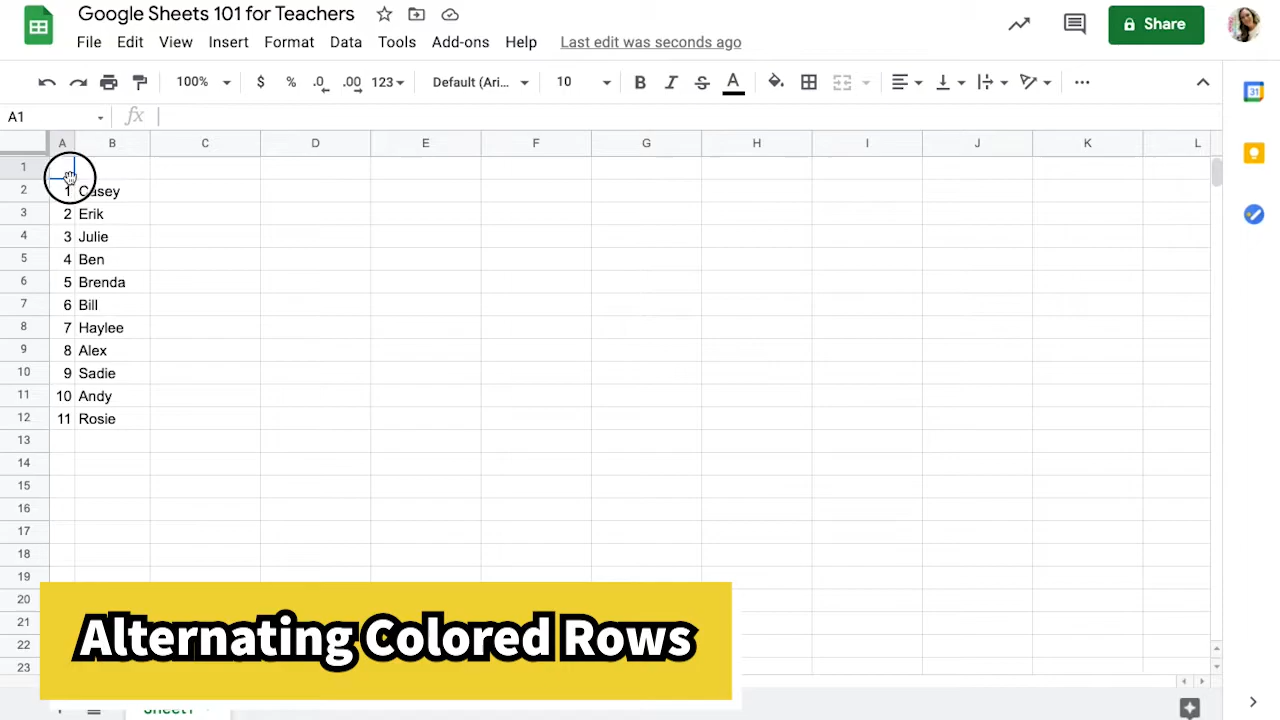 Google Sheets 101 for Teachers
File Edit View Insert Format Data Tools Add-ons Help Last edit was seconds ago
Share
100% $ % .0 .00 123 Default (Ari... 10 B I S A
31
A1 fx
A B C D E F G H I J K L
1
2 1 Casey
3 2 Erik
4 3 Julie
5 4 Ben
6 5 Brenda
7 6 Bill
8 7 Haylee
9 8 Alex
10 9 Sadie
11 10 Andy
12 11 Rosie
13
14
15
16
17
18
19
20
21
22
23
Alternating Colored Rows
Sheet1